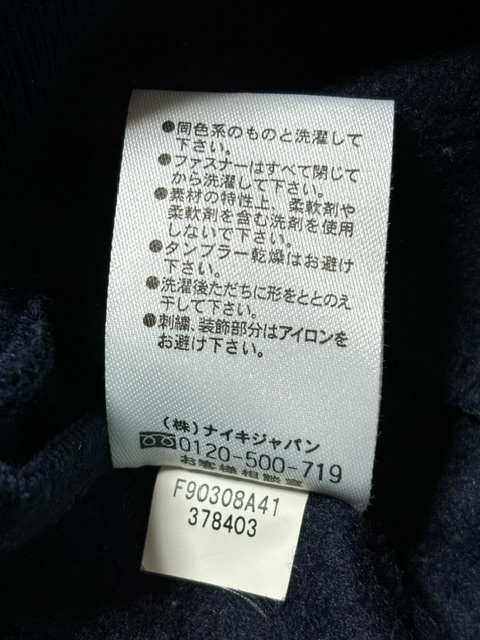 ●同色系のものと洗濯して
下さい。
●ファスナーはすべて閉じて
から洗濯して下さい。
●素材の特性上、柔軟剤や
柔軟剤を含む洗剤を使用
しないで下さい。
●タンブラー乾燥はお避け
下さい。
●洗濯後ただちに形をととのえ
干して下さい。
●刺繍、装飾部分はアイロンを
お避け下さい。
(株)ナイキジャパン
0120-500-719
お客様相談室
F90308A41
378403